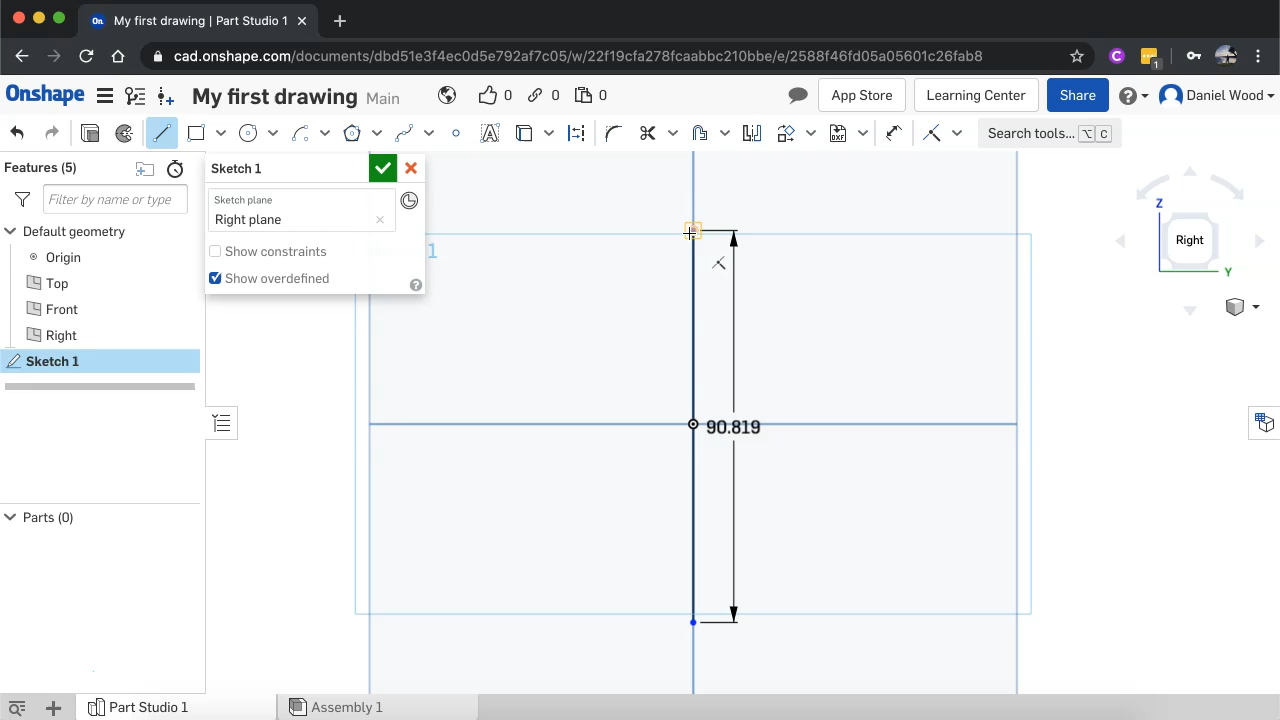 On My first drawing | Part Studio 1
cad.onshape.com/documents/dbd51e3f4ec0d5e792af7c05/w/22f19cfa278fcaabbc210bbe/e/2588f46fd05a05601c26fab8
C
1
Onshape My first drawing Main 0 0 0 App Store Learning Center Share Daniel Wood
Search tools... ⌥ C
Features (5)
Filter by name or type
Default geometry
Origin
Top
Front
Right
Sketch 1
Parts (0)
Sketch 1
Sketch plane
Right plane
Show constraints
Show overdefined
1
90.819
Z
Right
Y
Part Studio 1 Assembly 1